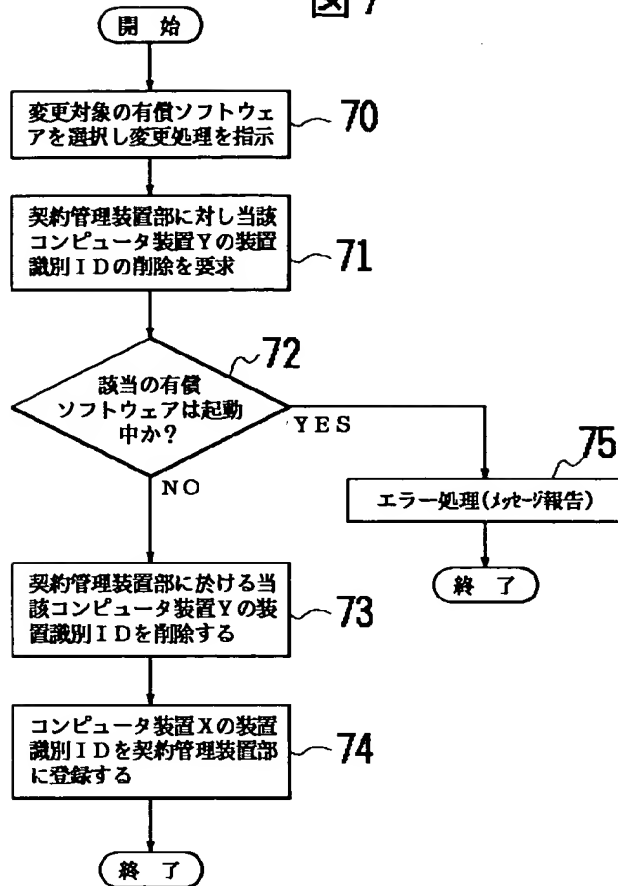 図7
開 始
変更対象の有償ソフトウェ
アを選択し変更処理を指示
70
契約管理装置部に対し当該
コンピュータ装置Yの装置
識別IDの削除を要求
71
72
該当の有償
ソフトウェアは起動
中か?
YES
NO
75
エラー処理(メッセージ報告)
終 了
契約管理装置部に於ける当
該コンピュータ装置Yの装
置識別IDを削除する
73
コンピュータ装置Xの装置
識別IDを契約管理装置部
に登録する
74
終 了